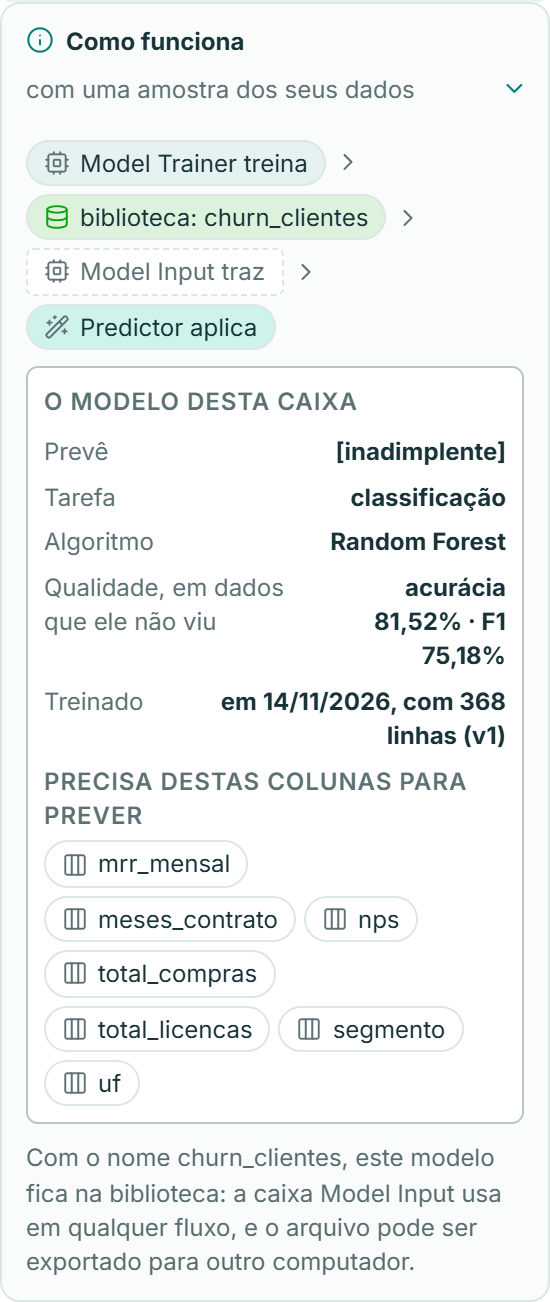 Como funciona
com uma amostra dos seus dados
Model Trainer treina
biblioteca: churn_clientes
Model Input traz
Predictor aplica
O MODELO DESTA CAIXA
Prevê [inadimplente]
Tarefa classificação
Algoritmo Random Forest
Qualidade, em dados acurácia
que ele não viu 81,52% · F1
75,18%
Treinado em 14/11/2026, com 368
linhas (v1)
PRECISA DESTAS COLUNAS PARA
PREVER
mrr_mensal
meses_contrato nps
total_compras
total_licencas segmento
uf
Com o nome churn_clientes, este modelo
fica na biblioteca: a caixa Model Input usa
em qualquer fluxo, e o arquivo pode ser
exportado para outro computador.